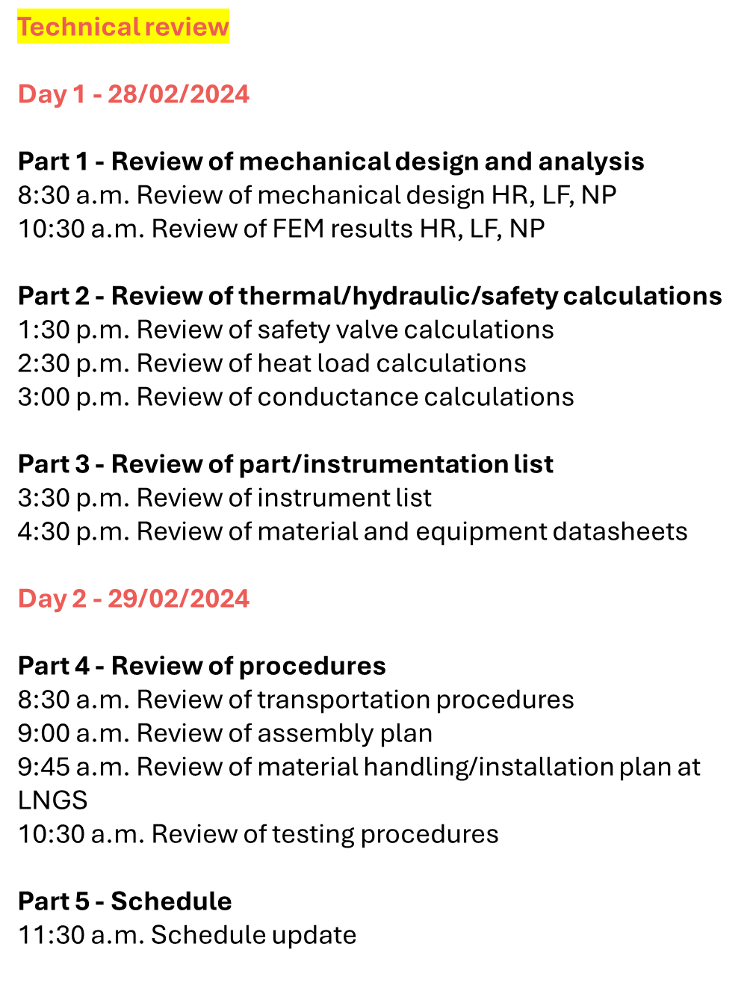 Technical review
Day 1 - 28/02/2024
Part 1 - Review of mechanical design and analysis
8:30 a.m. Review of mechanical design HR, LF, NP
10:30 a.m. Review of FEM results HR, LF, NP
Part 2 - Review of thermal/hydraulic/safety calculations
1:30 p.m. Review of safety valve calculations
2:30 p.m. Review of heat load calculations
3:00 p.m. Review of conductance calculations
Part 3 - Review of part/instrumentation list
3:30 p.m. Review of instrument list
4:30 p.m. Review of material and equipment datasheets
Day 2 - 29/02/2024
Part 4 - Review of procedures
8:30 a.m. Review of transportation procedures
9:00 a.m. Review of assembly plan
9:45 a.m. Review of material handling/installation plan at
LNGS
10:30 a.m. Review of testing procedures
Part 5 - Schedule
11:30 a.m. Schedule update